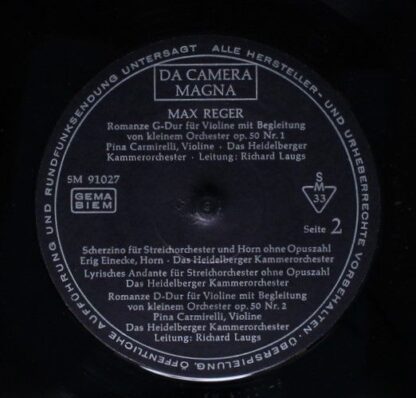 ALLE HERSTELLER- UND URHEBERRECHTE VORBEHALTEN · ÜBERSPIELUNG, ÖFFENTLICHE AUFFÜHRUNG UND RUNDFUNKSENDUNG UNTERSAGT
DA CAMERA
MAGNA
MAX REGER
Romanze G-Dur für Violine mit Begleitung
von kleinem Orchester op. 50 Nr. 1
Pina Carmirelli, Violine · Das Heidelberger
Kammerorchester · Leitung: Richard Laugs
SM 91027
GEMA
BIEM
S
M
33
Seite 2
Scherzino für Streichorchester und Horn ohne Opuszahl
Erig Einecke, Horn · Das Heidelberger Kammerorchester
Lyrisches Andante für Streichorchester ohne Opuszahl
Das Heidelberger Kammerorchester
Romanze D-Dur für Violine mit Begleitung
von kleinem Orchester op. 50 Nr. 2
Pina Carmirelli, Violine
Das Heidelberger Kammerorchester
Leitung: Richard Laugs